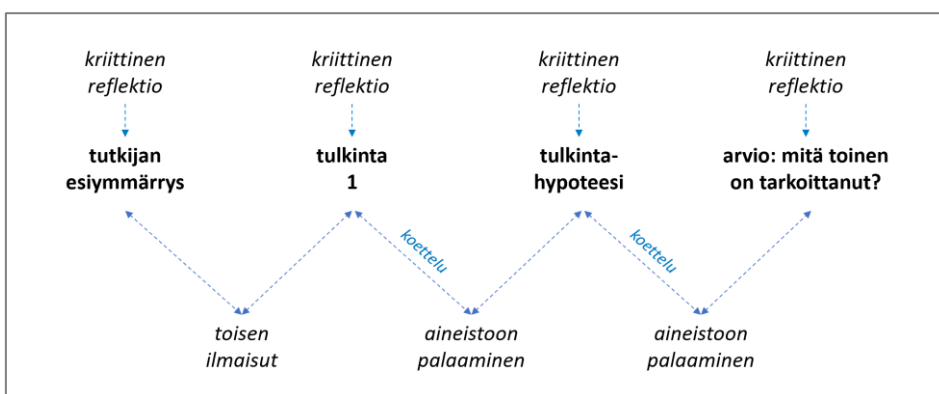 kriittinen
reflektio
kriittinen
reflektio
kriittinen
reflektio
kriittinen
reflektio
tutkijan
esiymmärrys
tulkinta
1
tulkinta-
hypoteesi
arvio: mitä toinen
on tarkoittanut?
koettelu
koettelu
toisen
ilmaisut
aineistoon
palaaminen
aineistoon
palaaminen